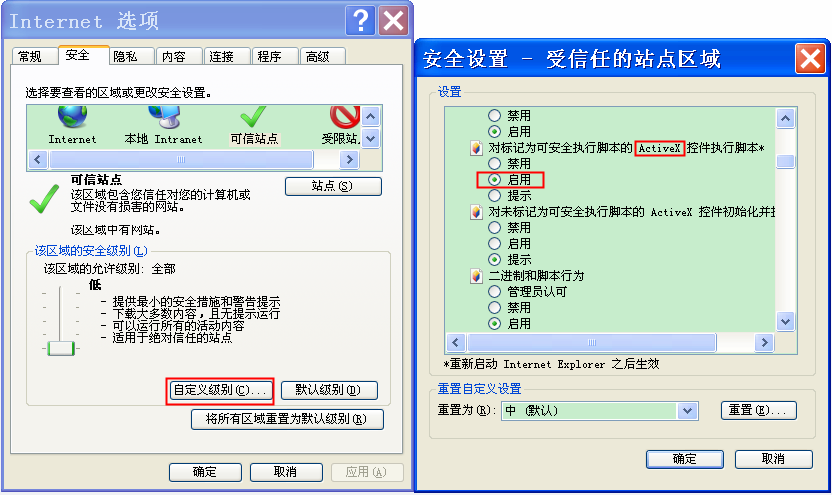 Internet 选项
常规
安全
隐私
内容
连接
程序
高级
选择要查看的区域或更改安全设置。
Internet
本地 Intranet
可信站点
受限站
可信站点
该区域包含您信任对您的计算机或
文件没有损害的网站。
该区域中有网站。
站点(S)
该区域的安全级别(L)
该区域的允许级别: 全部
低
- 提供最小的安全措施和警告提示
- 下载大多数内容,且无提示运行
- 可以运行所有的活动内容
- 适用于绝对信任的站点
自定义级别(C)...
默认级别(D)
将所有区域重置为默认级别(R)
确定
取消
应用(A)
安全设置 - 受信任的站点区域
设置
禁用
启用
对标记为可安全执行脚本的 ActiveX 控件执行脚本*
禁用
启用
提示
对未标记为可安全执行脚本的 ActiveX 控件初始化并
禁用
启用
提示
二进制和脚本行为
管理员认可
禁用
启用
*重新启动 Internet Explorer 之后生效
重置自定义设置
重置为(R):
中 (默认)
重置(E)...
确定
取消